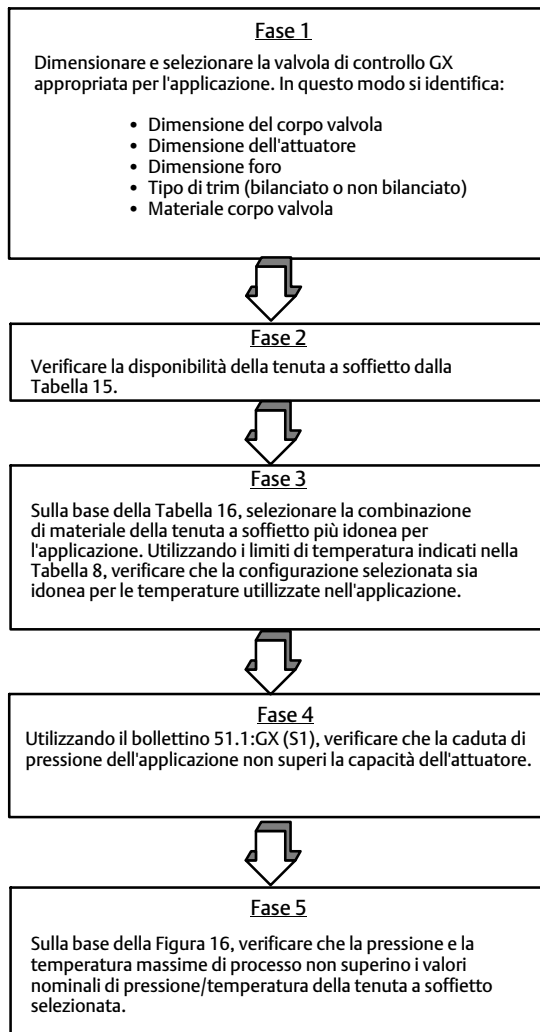 Fase 1
Dimensionare e selezionare la valvola di controllo GX
appropriata per l'applicazione. In questo modo si identifica:
• Dimensione del corpo valvola
• Dimensione dell'attuatore
• Dimensione foro
• Tipo di trim (bilanciato o non bilanciato)
• Materiale corpo valvola
Fase 2
Verificare la disponibilità della tenuta a soffietto dalla
Tabella 15.
Fase 3
Sulla base della Tabella 16, selezionare la combinazione
di materiale della tenuta a soffietto più idonea per
l'applicazione. Utilizzando i limiti di temperatura indicati nella
Tabella 8, verificare che la configurazione selezionata sia
idonea per le temperature utilizzate nell'applicazione.
Fase 4
Utilizzando il bollettino 51.1:GX (S1), verificare che la caduta di
pressione dell'applicazione non superi la capacità dell'attuatore.
Fase 5
Sulla base della Figura 16, verificare che la pressione e la
temperatura massime di processo non superino i valori
nominali di pressione/temperatura della tenuta a soffietto
selezionata.